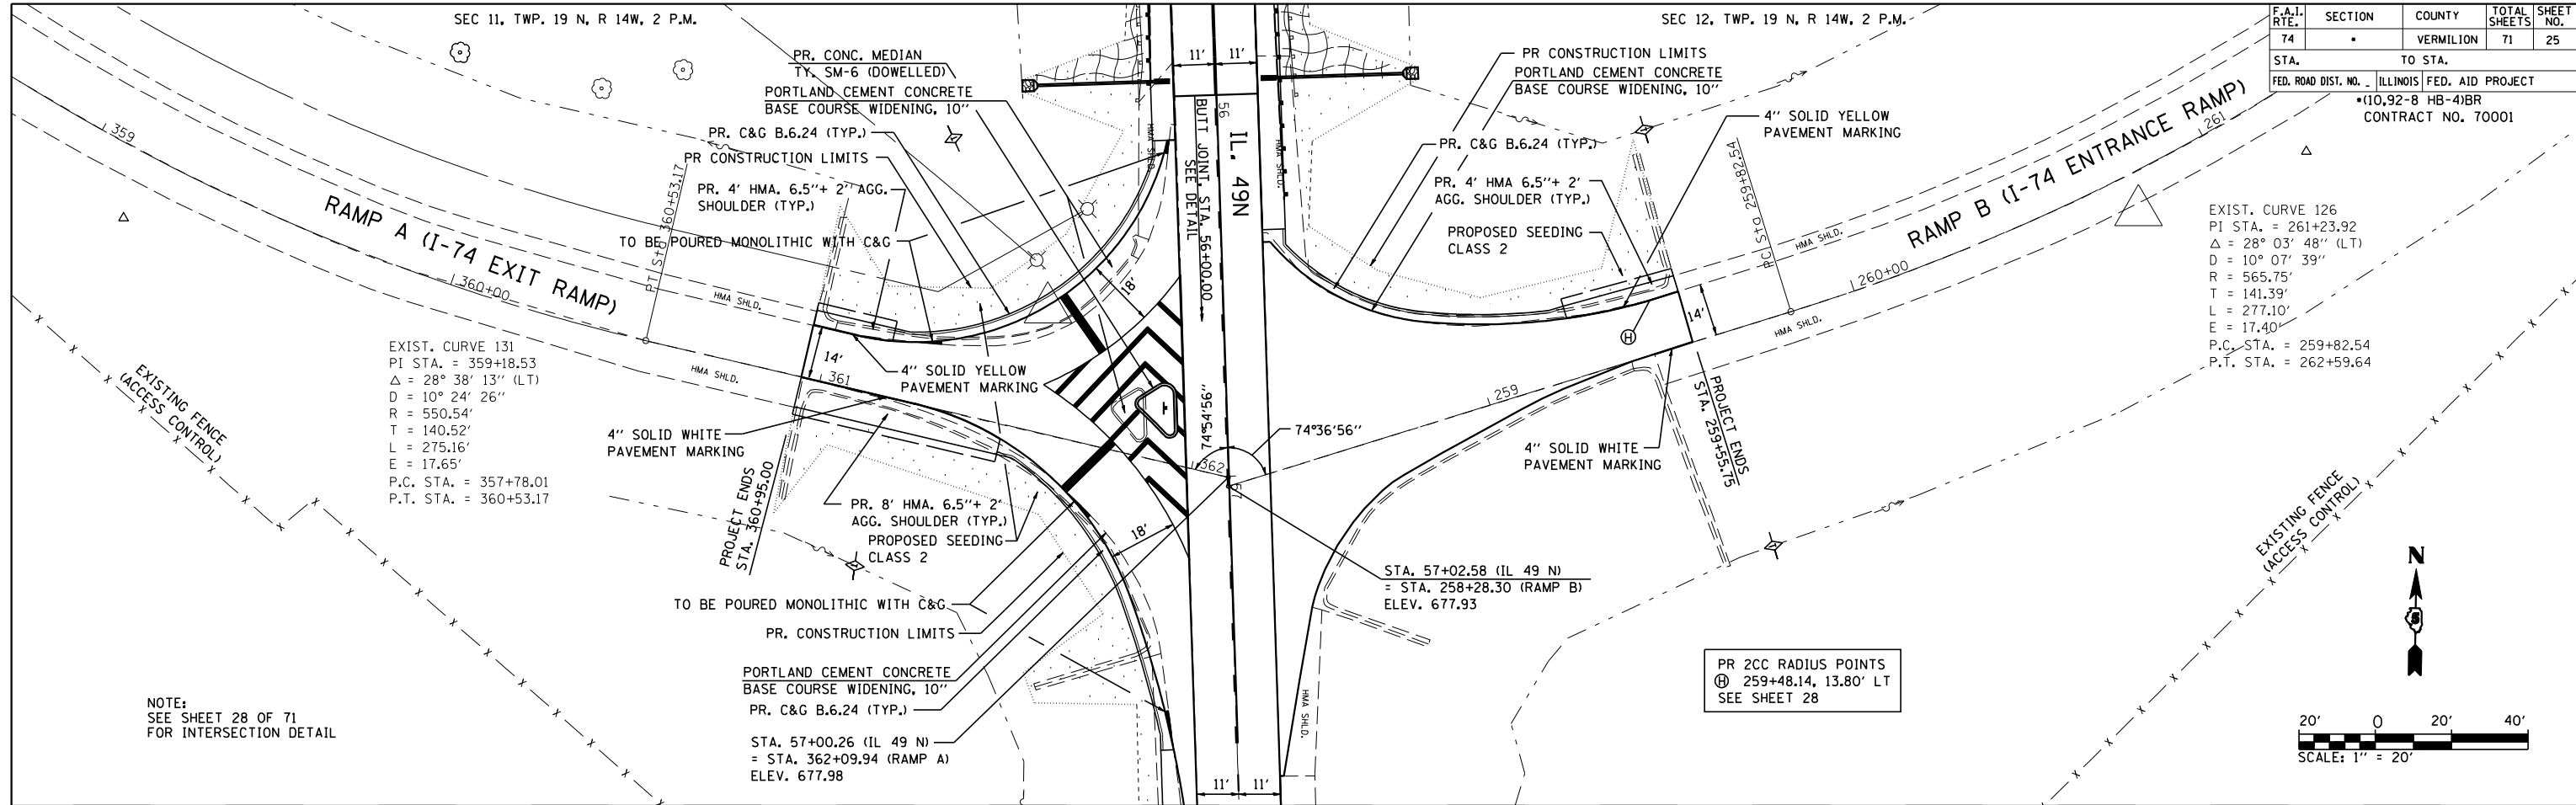 SEC 11, TWP. 19 N, R 14W, 2 P.M.
SEC 12, TWP. 19 N, R 14W, 2 P.M.
F.A.I. RTE. SECTION COUNTY TOTAL SHEETS SHEET NO.
74 • VERMILION 71 25
STA. TO STA.
FED. ROAD DIST. NO. _ ILLINOIS FED. AID PROJECT
•(10,92-8 HB-4)BR
CONTRACT NO. 70001
PR. CONC. MEDIAN
TY. SM-6 (DOWELLED)
PORTLAND CEMENT CONCRETE
BASE COURSE WIDENING, 10"
PR. C&G B.6.24 (TYP.)
PR CONSTRUCTION LIMITS
PR. 4' HMA. 6.5"+ 2' AGG.
SHOULDER (TYP.)
TO BE POURED MONOLITHIC WITH C&G
11' 11'
56
BUTT JOINT, STA. 56+00.00
SEE DETAIL
IL. 49N
HMA SHLD.
HMA SHLD.
PR CONSTRUCTION LIMITS
PORTLAND CEMENT CONCRETE
BASE COURSE WIDENING, 10"
PR. C&G B.6.24 (TYP.)
PR. 4' HMA 6.5"+ 2'
AGG. SHOULDER (TYP.)
PROPOSED SEEDING
CLASS 2
4" SOLID YELLOW
PAVEMENT MARKING
359
RAMP A (I-74 EXIT RAMP)
360+00
PT Sta 360+53.17
HMA SHLD.
HMA SHLD.
14'
361
18'
4" SOLID YELLOW
PAVEMENT MARKING
PC Sta 259+82.54
RAMP B (I-74 ENTRANCE RAMP)
261
260+00
HMA SHLD.
HMA SHLD.
14'
H
EXIST. CURVE 126
PI STA. = 261+23.92
Δ = 28° 03' 48" (LT)
D = 10° 07' 39"
R = 565.75'
T = 141.39'
L = 277.10'
E = 17.40'
P.C. STA. = 259+82.54
P.T. STA. = 262+59.64
EXIST. CURVE 131
PI STA. = 359+18.53
Δ = 28° 38' 13" (LT)
D = 10° 24' 26"
R = 550.54'
T = 140.52'
L = 275.16'
E = 17.65'
P.C. STA. = 357+78.01
P.T. STA. = 360+53.17
EXISTING FENCE
(ACCESS CONTROL)
4" SOLID WHITE
PAVEMENT MARKING
PROJECT ENDS
STA. 360+95.00
PR. 8' HMA. 6.5"+ 2'
AGG. SHOULDER (TYP.)
PROPOSED SEEDING
CLASS 2
74°54'56"
74°36'56"
362
57
259
18'
4" SOLID WHITE
PAVEMENT MARKING
PROJECT ENDS
STA. 259+55.75
EXISTING FENCE
(ACCESS CONTROL)
TO BE POURED MONOLITHIC WITH C&G
PR. CONSTRUCTION LIMITS
PORTLAND CEMENT CONCRETE
BASE COURSE WIDENING, 10"
PR. C&G B.6.24 (TYP.)
STA. 57+00.26 (IL 49 N)
= STA. 362+09.94 (RAMP A)
ELEV. 677.98
STA. 57+02.58 (IL 49 N)
= STA. 258+28.30 (RAMP B)
ELEV. 677.93
HMA SHLD.
11' 11'
PR 2CC RADIUS POINTS
H 259+48.14, 13.80' LT
SEE SHEET 28
NOTE:
SEE SHEET 28 OF 71
FOR INTERSECTION DETAIL
N
20' 0 20' 40'
SCALE: 1" = 20'